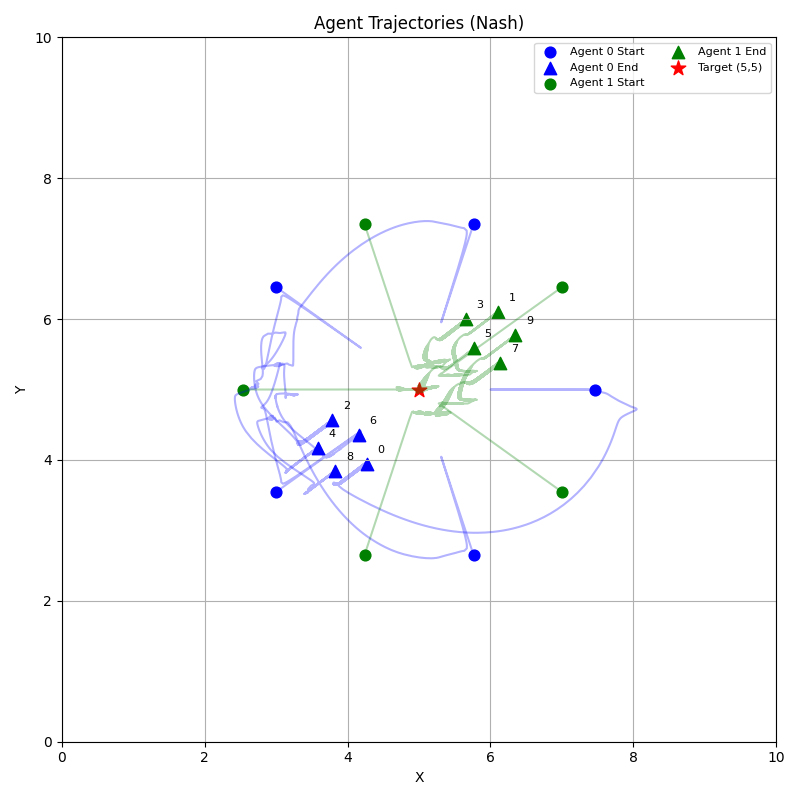 Agent Trajectories (Nash)
Agent 0 Start
Agent 0 End
Agent 1 Start
Agent 1 End
Target (5,5)
10
8
6
4
2
0
Y
3
1
9
5
7
2
6
4
0
8
0
2
4
6
8
10
X